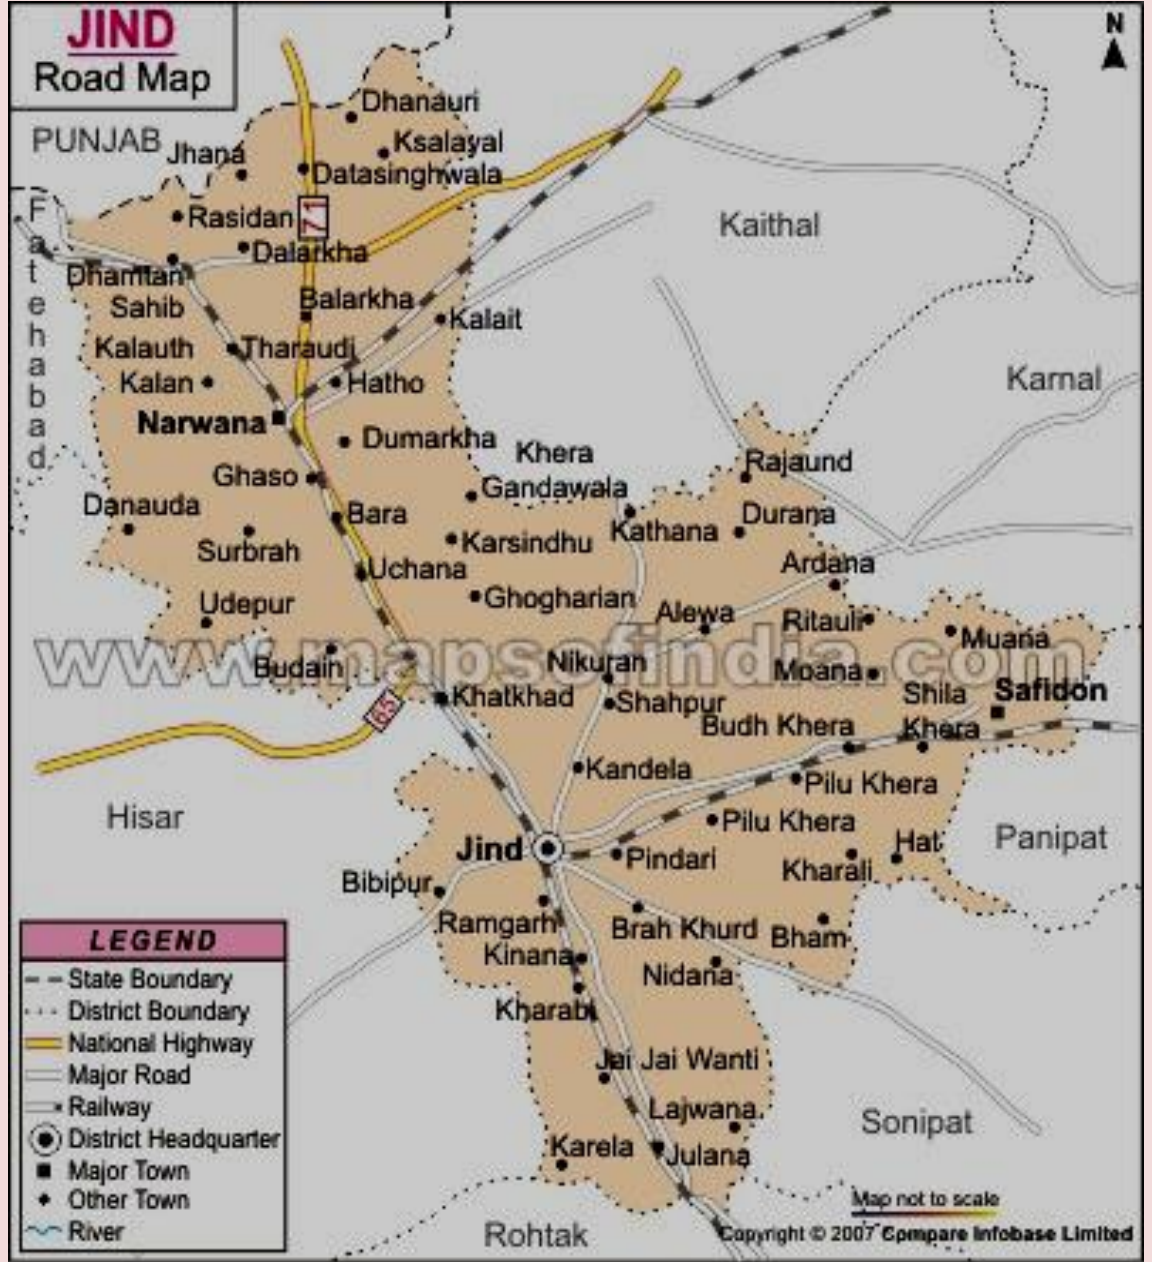 JIND
Road Map
N
PUNJAB
Dhanauri
Ksalayal
Jhana
Datasinghwala
71
Rasidan
Dalarkha
Kaithal
Fatehabad
Dhamtan
Sahib
Balarkha
Kalait
Kalauth
Tharaudi
Kalan
Hatho
Karnal
Narwana
Dumarkha
Khera
Gandawala
Rajaund
Ghaso
Danauda
Bara
Kathana
Durana
Surbrah
Karsindhu
Uchana
Ardana
Udepur
Ghogharian
Alewa
Ritauli
Muana
www.mapsofindia.com
Budain
Nikuran
Moana
Shila
Khera
Safidon
Khatkhad
Shahpur
Budh Khera
65
Kandela
Pilu Khera
Hisar
Pilu Khera
Panipat
Jind
Pindari
Hat
Kharali
Bibipur
Ramgarh
Brah Khurd
Bham
Kinana
Nidana
Kharabi
Jai Jai Wanti
Lajwana
Sonipat
Karela
Julana
Rohtak
LEGEND
State Boundary
District Boundary
National Highway
Major Road
Railway
District Headquarter
Major Town
Other Town
River
Map not to scale
Copyright © 2007 Compare Infobase Limited